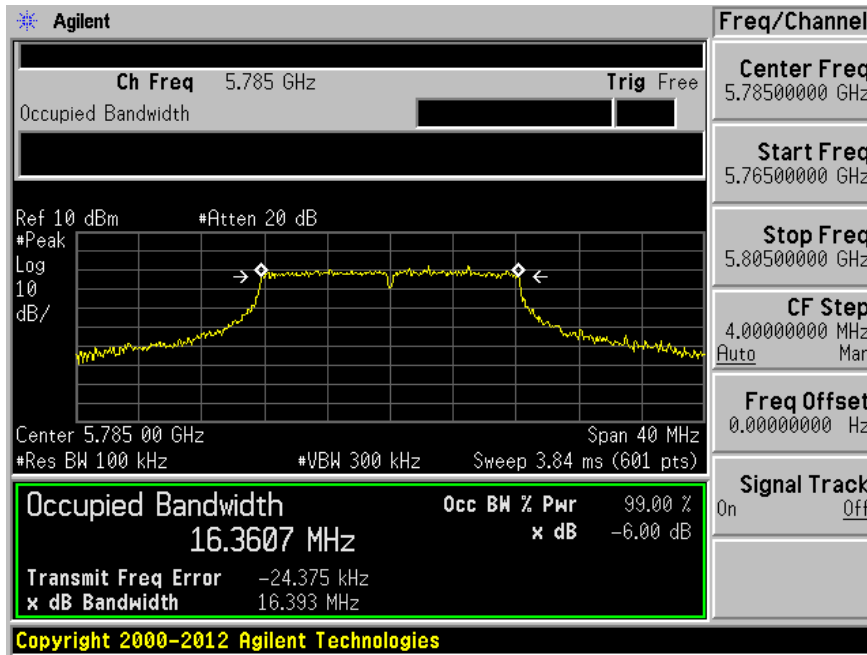 Agilent
Freq/Channel
Ch Freq 5.785 GHz Trig Free
Occupied Bandwidth
Center Freq
5.78500000 GHz
Start Freq
5.76500000 GHz
Stop Freq
5.80500000 GHz
CF Step
4.00000000 MHz
Auto Man
Freq Offset
0.00000000 Hz
Signal Track
On Off
Ref 10 dBm #Atten 20 dB
#Peak
Log
10
dB/
Center 5.785 00 GHz Span 40 MHz
#Res BW 100 kHz #VBW 300 kHz Sweep 3.84 ms (601 pts)
Occupied Bandwidth Occ BW % Pwr 99.00 %
16.3607 MHz x dB -6.00 dB
Transmit Freq Error -24.375 kHz
x dB Bandwidth 16.393 MHz
Copyright 2000-2012 Agilent Technologies